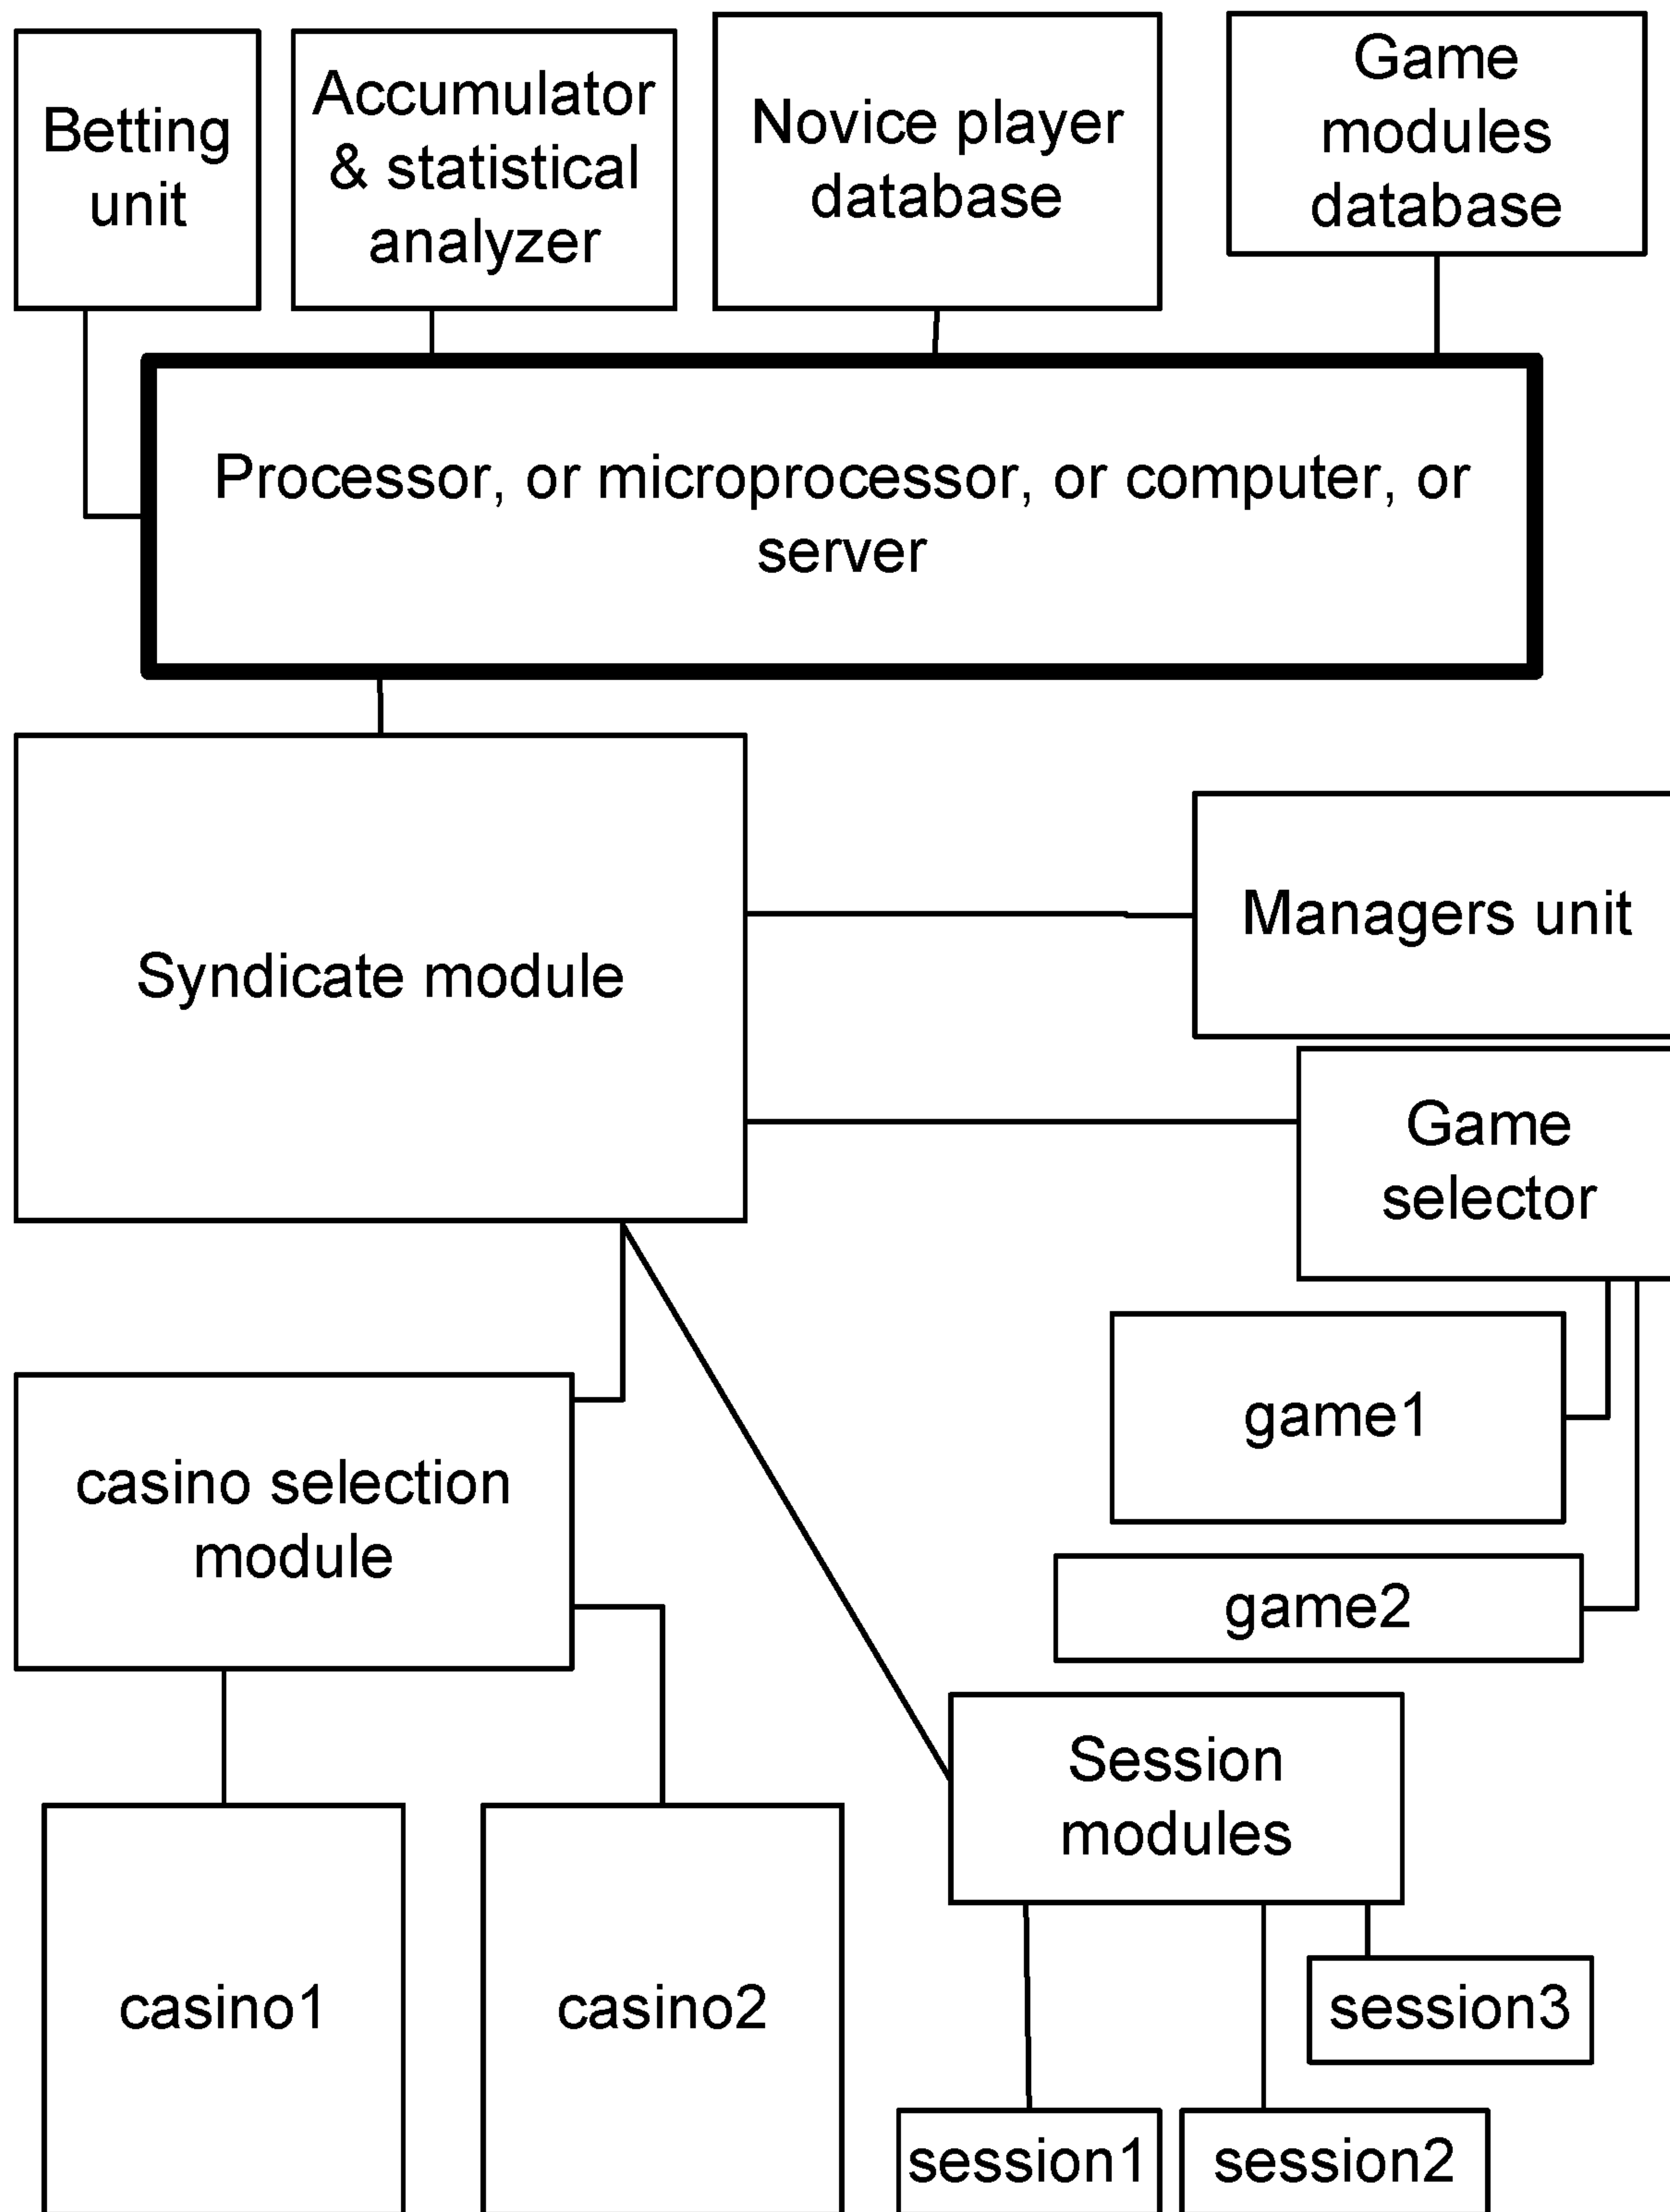 Betting
unit
Accumulator
& statistical
analyzer
Novice player
database
Game
modules
database
Processor, or microprocessor, or computer, or
server
Syndicate module
Managers unit
Game
selector
game1
casino selection
module
game2
Session
modules
casino1
casino2
session3
session1
session2